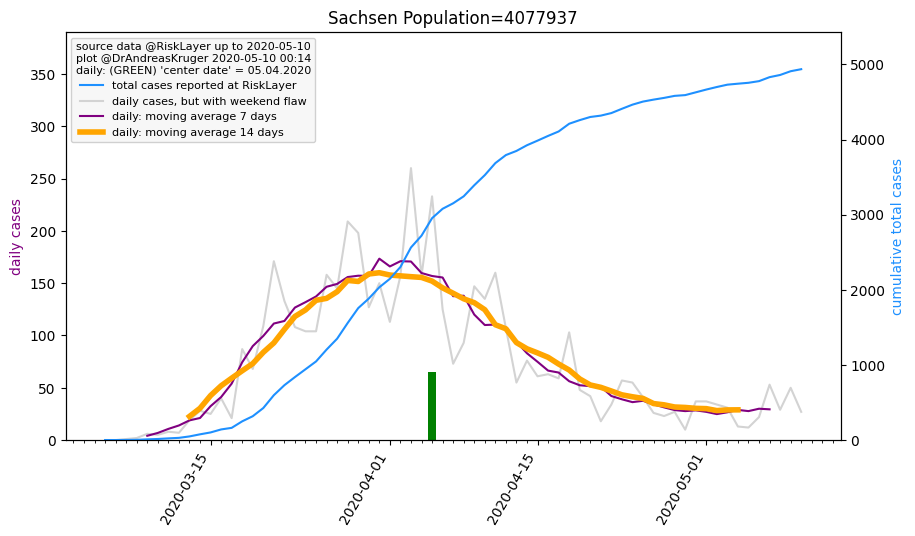 Sachsen Population=4077937
source data @RiskLayer up to 2020-05-10
plot @DrAndreasKruger 2020-05-10 00:14
daily: (GREEN) 'center date' = 05.04.2020
total cases reported at RiskLayer
daily cases, but with weekend flaw
daily: moving average 7 days
daily: moving average 14 days
daily cases
350
300
250
200
150
100
50
0
5000
4000
3000
2000
1000
0
cumulative total cases
2020-03-15
2020-04-01
2020-04-15
2020-05-01